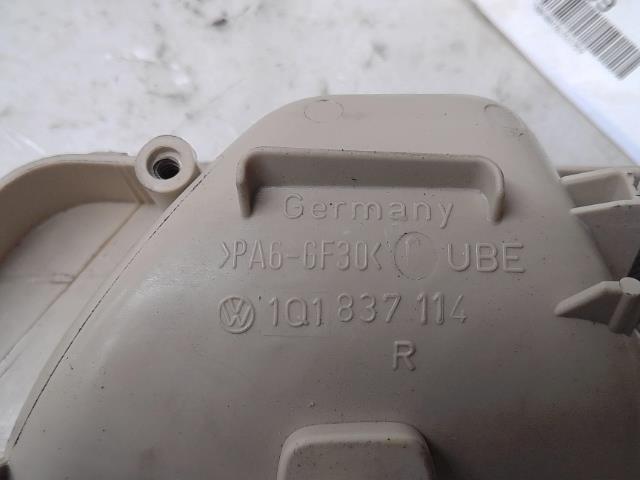 Germany
>PA6-GF30< UBE
1Q1 837 114
R